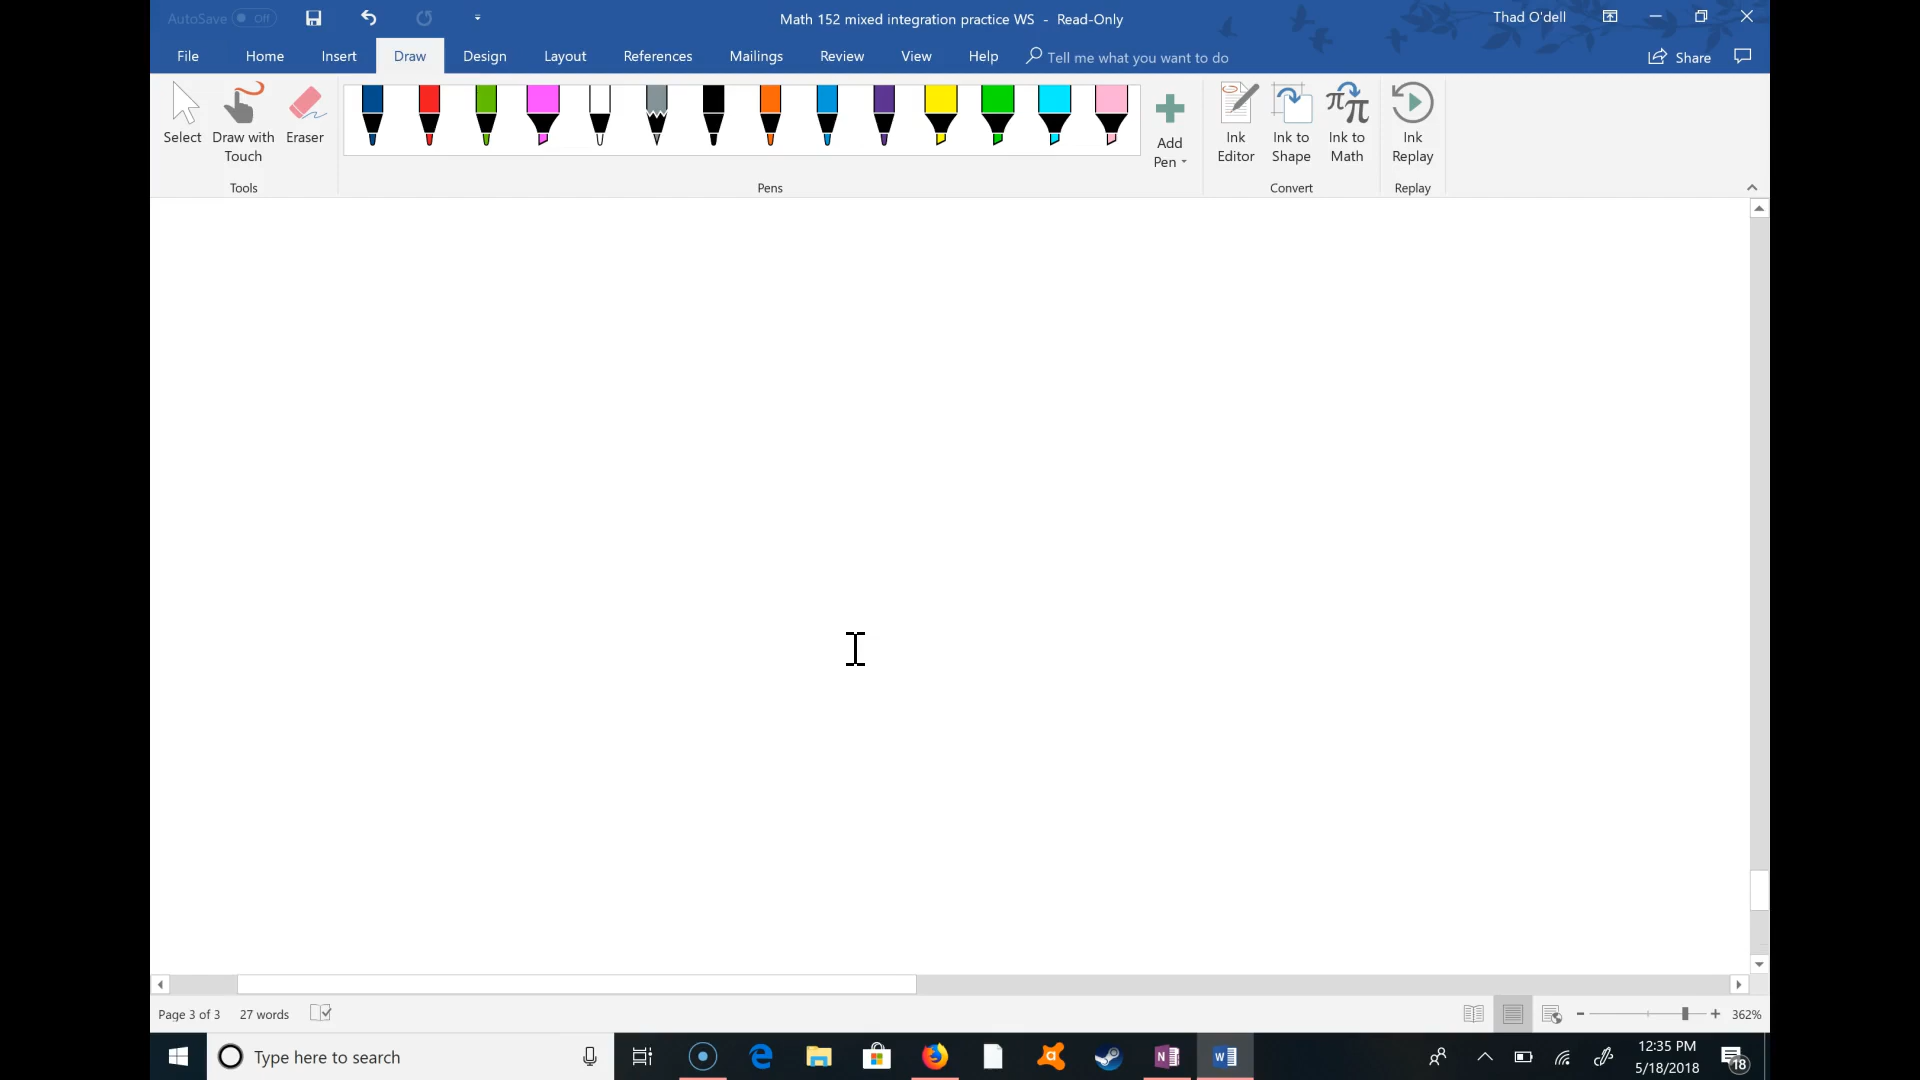 AutoSave Off Math 152 mixed integration practice WS - Read-Only Thad O'dell
File Home Insert Draw Design Layout References Mailings Review View Help Tell me what you want to do Share
Select Draw with Touch Eraser
Add Pen
Ink Editor Ink to Shape Ink to Math Ink Replay
Tools Pens Convert Replay
Page 3 of 3 27 words 362%
Type here to search
12:35 PM
5/18/2018
18